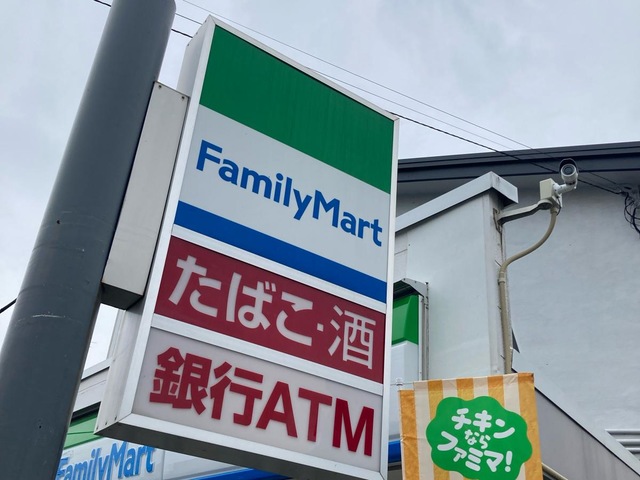 FamilyMart
たばこ・酒
銀行ATM
FamilyMart
チキン
なら
ファミマ!